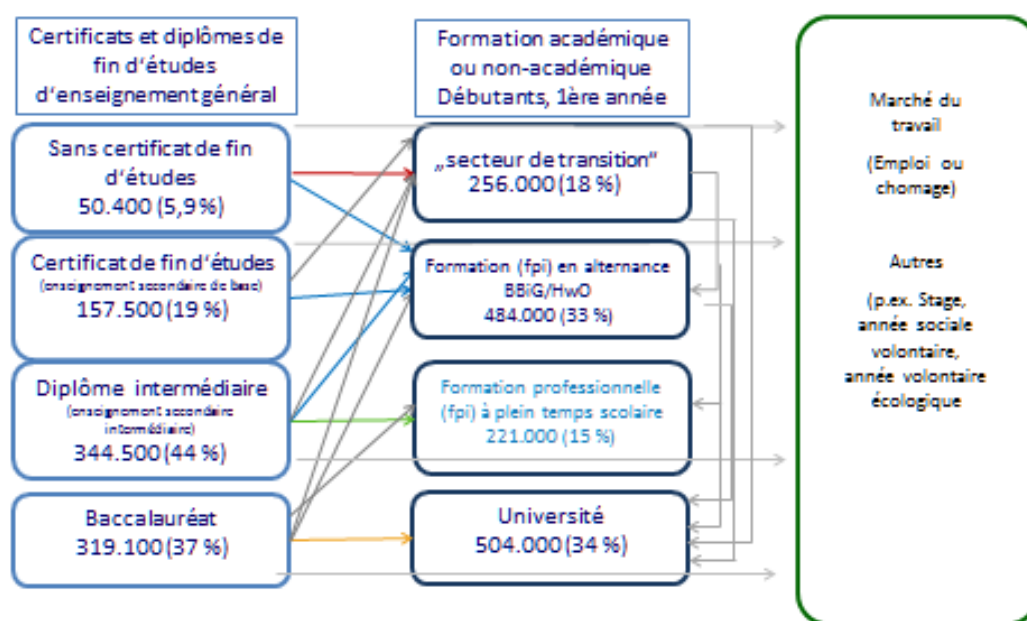 Certificats et diplômes de
fin d'études
d'enseignement général
Sans certificat de fin
d'études
50.400 (5,9 %)
Certificat de fin d'études
(enseignement secondaire de base)
157.500 (19 %)
Diplôme intermédiaire
(enseignement secondaire
intermédiaire)
344.500 (44 %)
Baccalauréat
319.100 (37 %)
Formation académique
ou non-académique
Débutants, 1ère année
„secteur de transition“
256.000 (18 %)
Formation (fpi) en alternance
BBiG/HwO
484.000 (33 %)
Formation professionnelle
(fpi) à plein temps scolaire
221.000 (15 %)
Université
504.000 (34 %)
Marché du
travail
(Emploi ou
chomage)
Autres
(p.ex. Stage,
année sociale
volontaire,
année volontaire
écologique